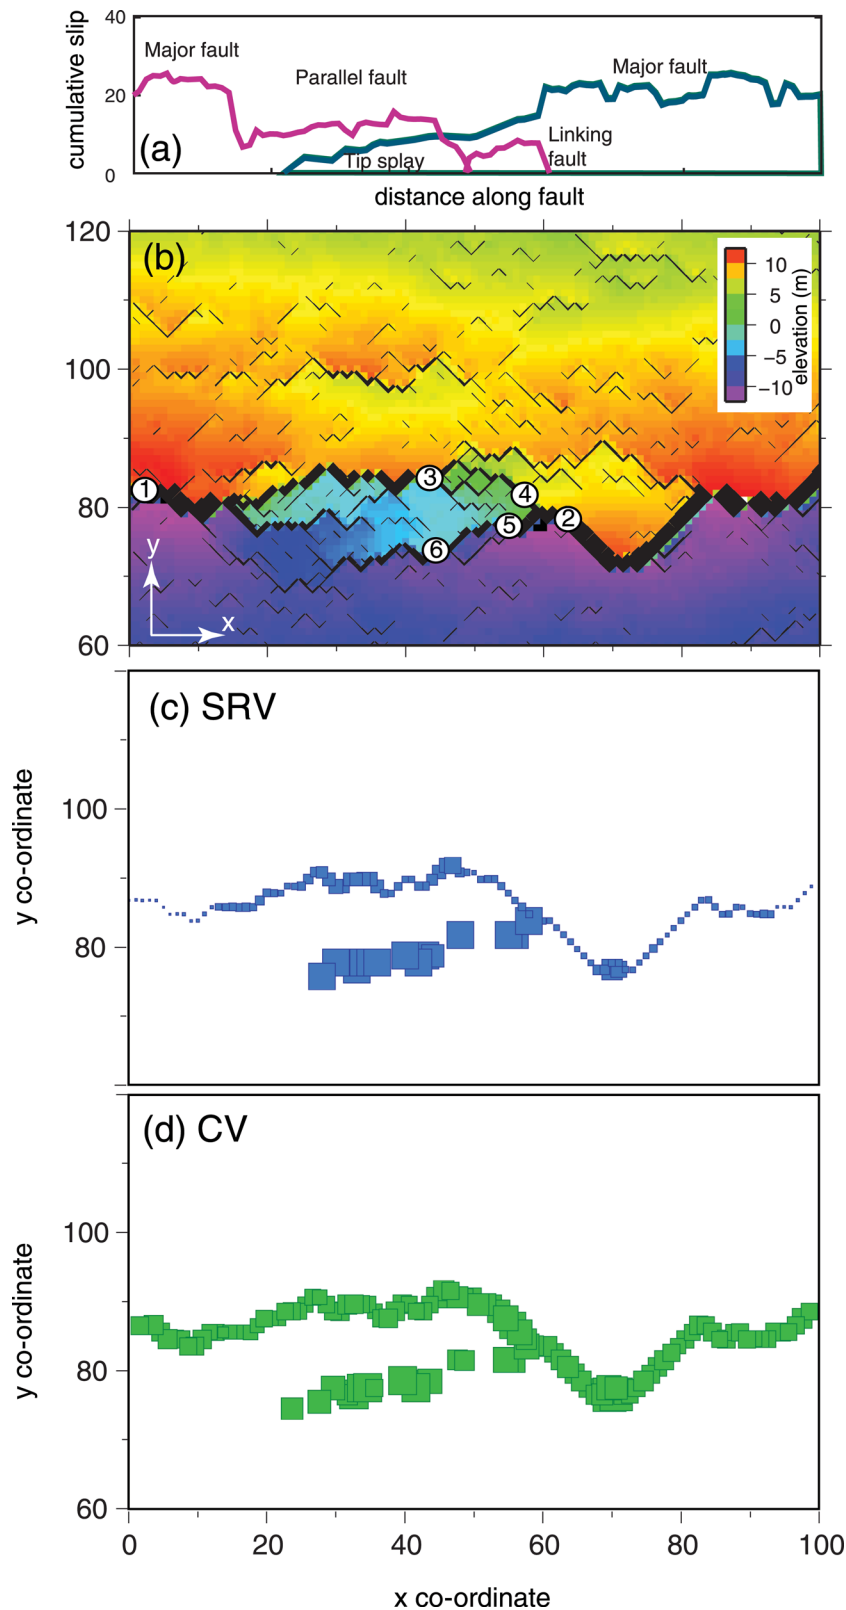 cumulative slip
40
20
0
Major fault
Parallel fault
Major fault
Linking
fault
Tip splay
(a)
distance along fault
120
100
80
60
(b)
10
5
0
−5
−10
elevation (m)
1
3
4
2
5
6
y
x
(c) SRV
y co-ordinate
100
80
(d) CV
y co-ordinate
100
80
60
0
20
40
60
80
100
x co-ordinate